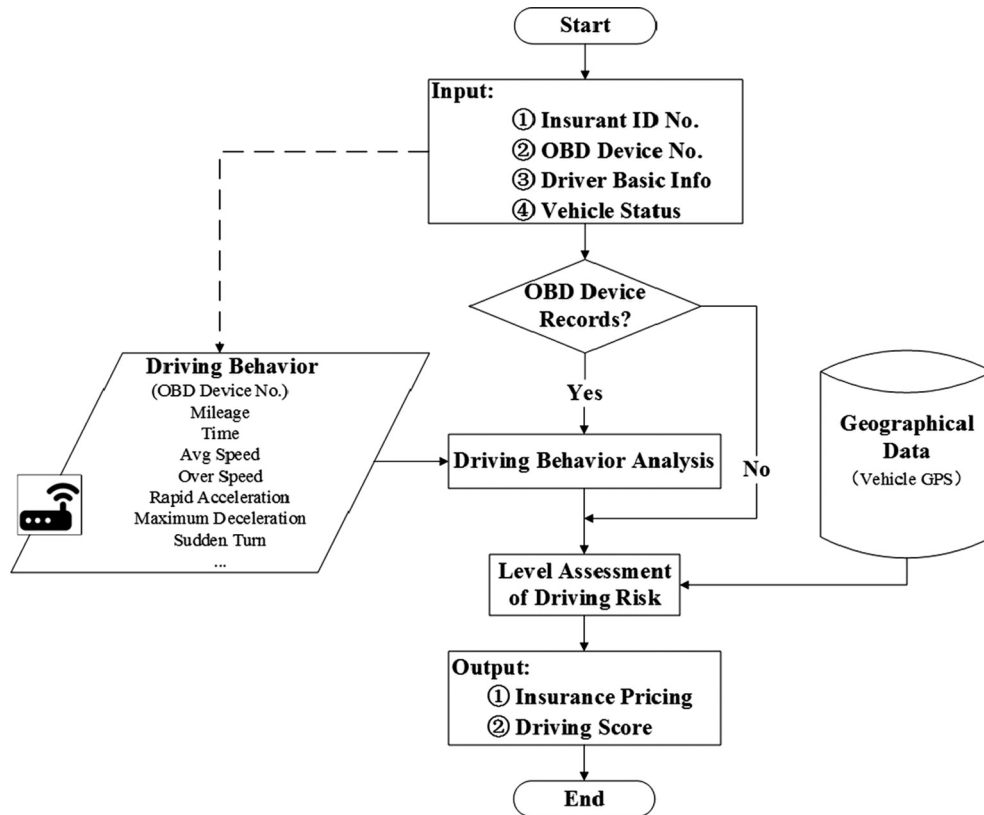 Start
Input:
① Insurant ID No.
② OBD Device No.
③ Driver Basic Info
④ Vehicle Status
OBD Device
Records?
Yes
No
Driving Behavior
(OBD Device No.)
Mileage
Time
Avg Speed
Over Speed
Rapid Acceleration
Maximum Deceleration
Sudden Turn
...
Driving Behavior Analysis
Geographical
Data
（Vehicle GPS）
Level Assessment
of Driving Risk
Output:
① Insurance Pricing
② Driving Score
End